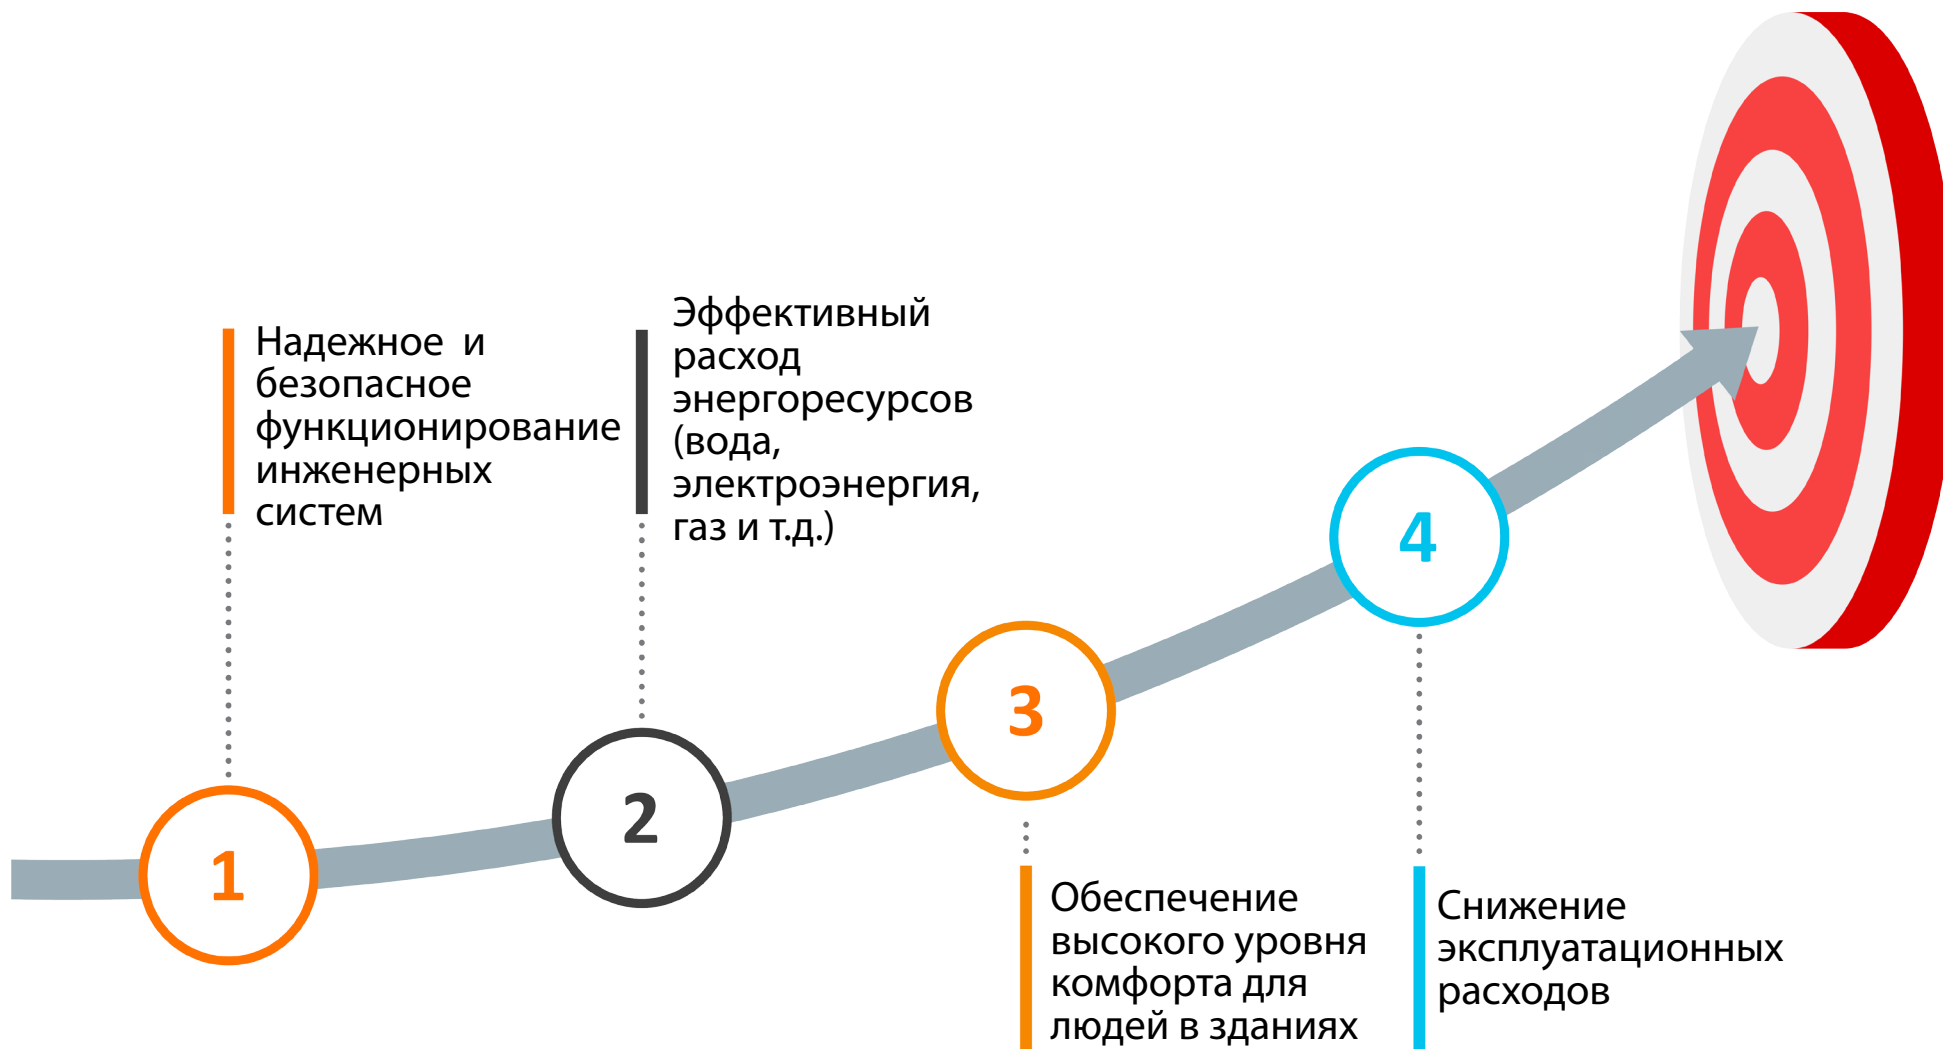 Надежное и
безопасное
функционирование
инженерных
систем
Эффективный
расход
энергоресурсов
(вода,
электроэнергия,
газ и т.д.)
1
2
3
4
Обеспечение
высокого уровня
комфорта для
людей в зданиях
Снижение
эксплуатационных
расходов